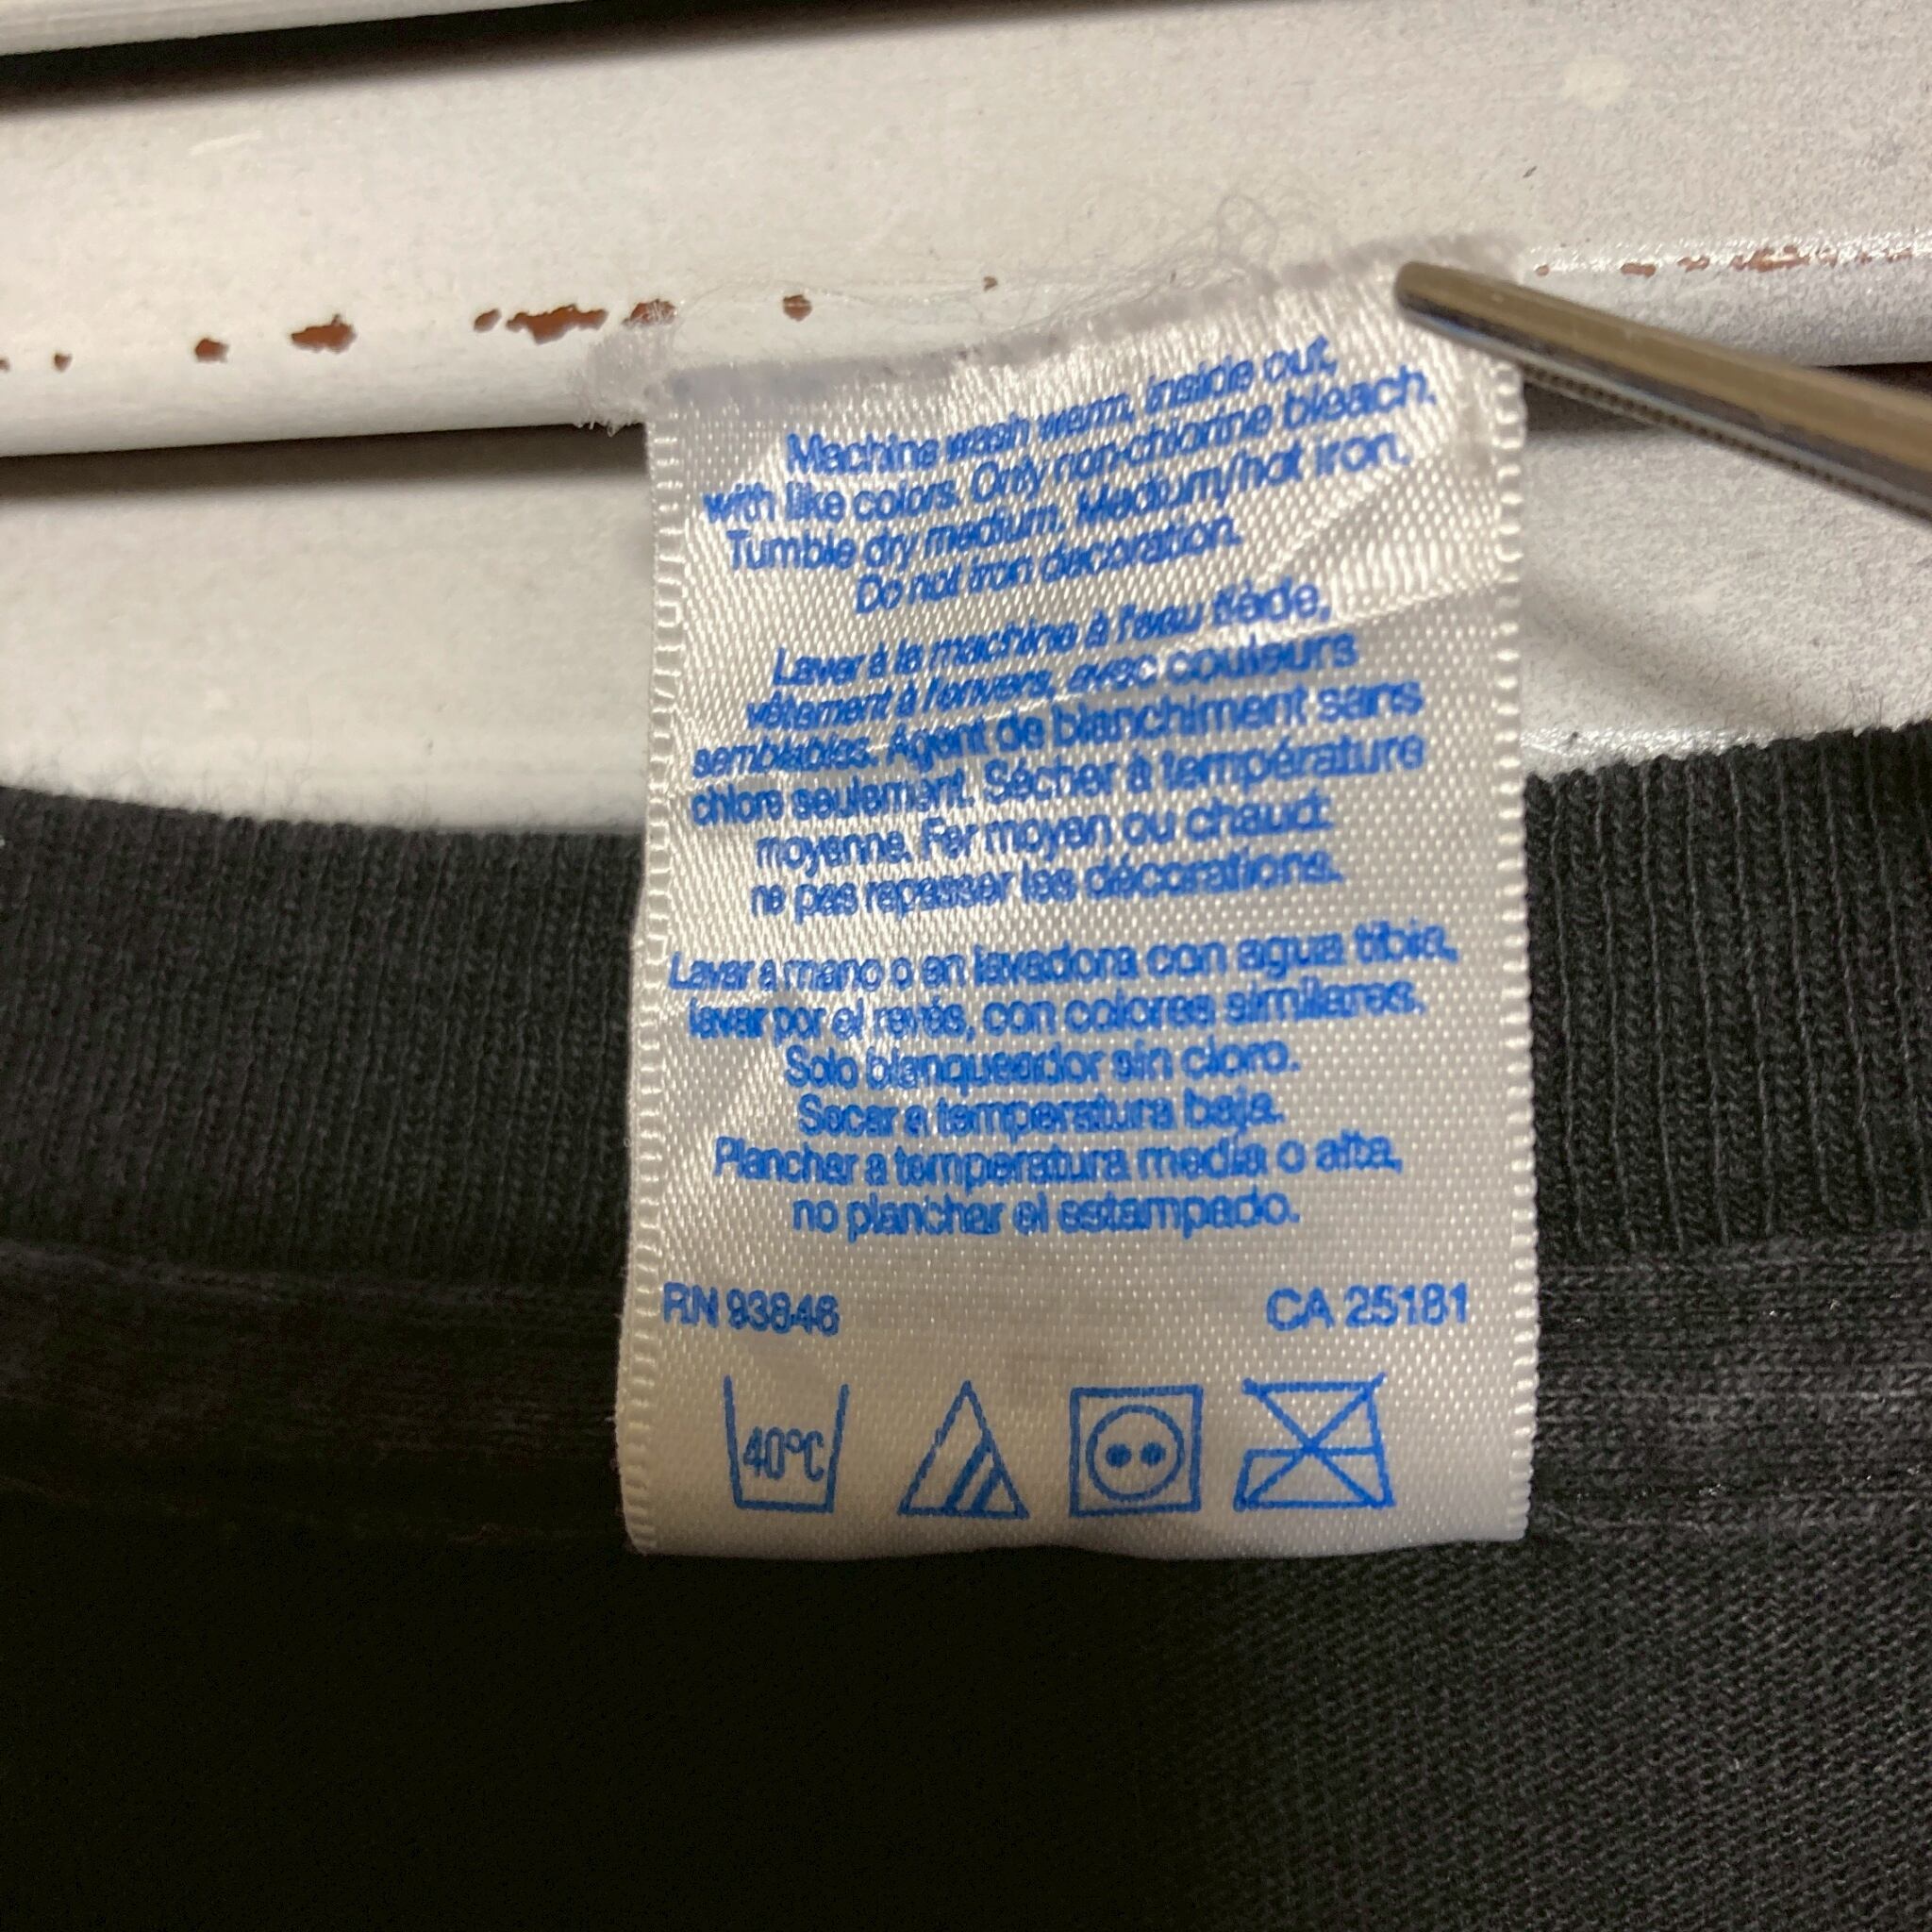 Machine wash warm, inside out,
with like colors. Only non-chlorine bleach.
Tumble dry medium. Medium/hot iron.
Do not iron decoration.
Laver à la machine à l'eau tiède,
vêtement à l'envers, avec couleurs
semblables. Agent de blanchiment sans
chlore seulement. Sécher à température
moyenne. Fer moyen ou chaud:
ne pas repasser les décorations.
Lavar a mano o en lavadora con agua tibia,
lavar por el revés, con colores similares.
Solo blanqueador sin cloro.
Secar a temperatura baja.
Planchar a temperatura media o alta,
no planchar el estampado.
RN 93846 CA 25181
40°C